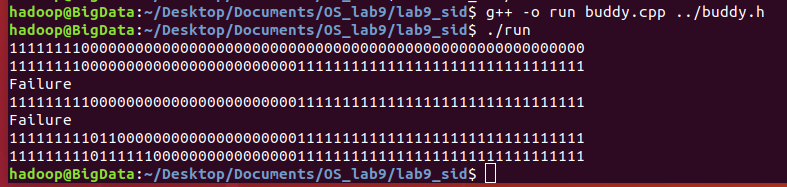 hadoop@BigData:~/Desktop/Documents/OS_lab9/lab9_sid$ g++ -o run buddy.cpp ../buddy.h
hadoop@BigData:~/Desktop/Documents/OS_lab9/lab9_sid$ ./run
1111111100000000000000000000000000000000000000000000000000000000
1111111100000000000000000000000011111111111111111111111111111111
Failure
1111111110000000000000000000000011111111111111111111111111111111
Failure
1111111110110000000000000000000011111111111111111111111111111111
1111111110111111000000000000000011111111111111111111111111111111
hadoop@BigData:~/Desktop/Documents/OS_lab9/lab9_sid$